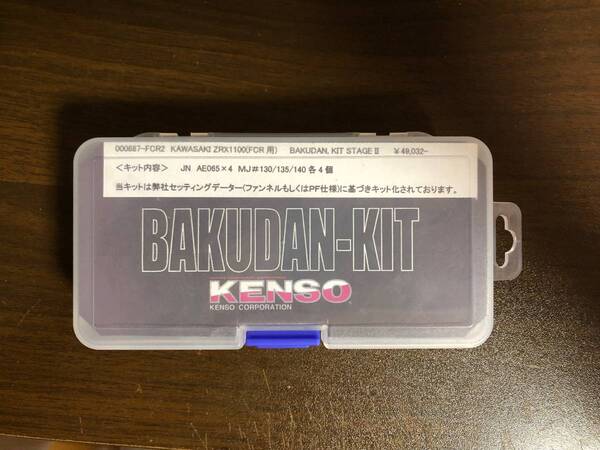 000687-FCR2 KAWASAKI ZRX1100(FCR用) BAKUDAN. KIT STAGEⅡ ￥49,032-
＜キット内容＞ JN AE065×4 MJ#130/135/140 各4個
当キットは弊社セッティングデーター(ファンネルもしくはPF仕様)に基づきキット化されております。
BAKUDAN-KIT
KENSO
KENSO CORPORATION